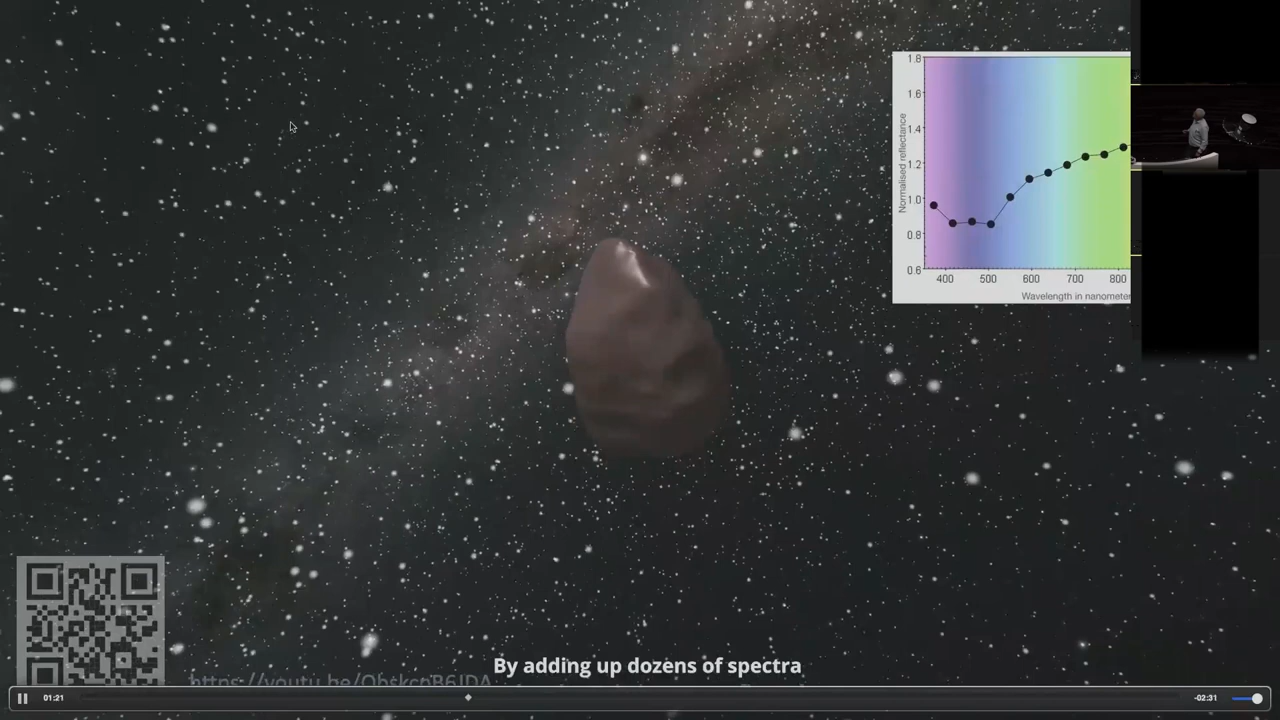 1.8
1.6
1.4
1.2
1.0
0.8
0.6
Normalised reflectance
400 500 600 700 800
Wavelength in nanometer
By adding up dozens of spectra
01:21
-02:31